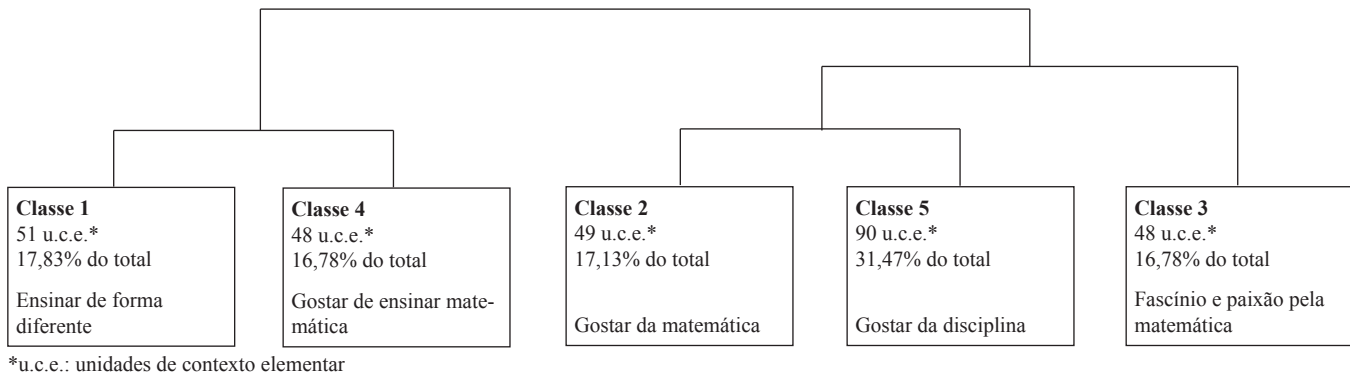 Classe 1
51 u.c.e.*
17,83% do total
Ensinar de forma
diferente
Classe 4
48 u.c.e.*
16,78% do total
Gostar de ensinar mate-
mática
Classe 2
49 u.c.e.*
17,13% do total
Gostar da matemática
Classe 5
90 u.c.e.*
31,47% do total
Gostar da disciplina
Classe 3
48 u.c.e.*
16,78% do total
Fascínio e paixão pela
matemática
*u.c.e.: unidades de contexto elementar